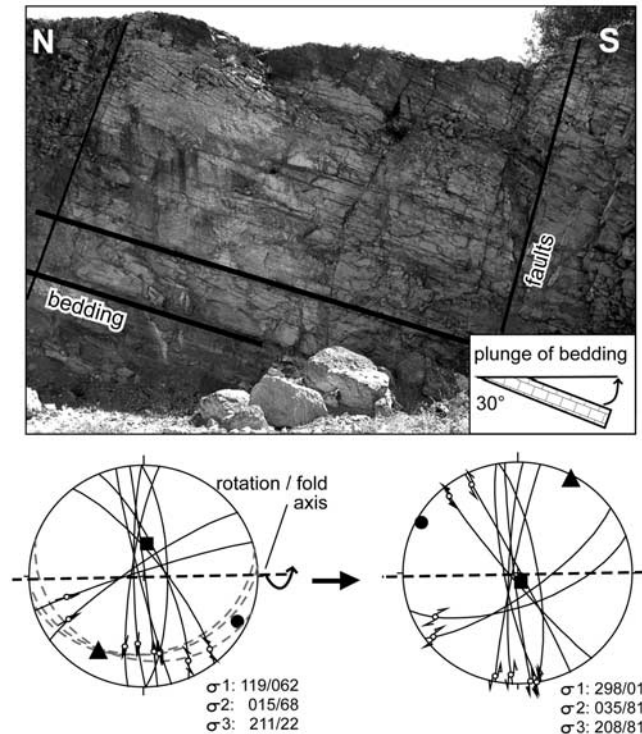 N
S
faults
bedding
plunge of bedding
30°
rotation / fold
axis
σ1: 119/062
σ2: 015/68
σ3: 211/22
σ1: 298/01
σ2: 035/81
σ3: 208/81